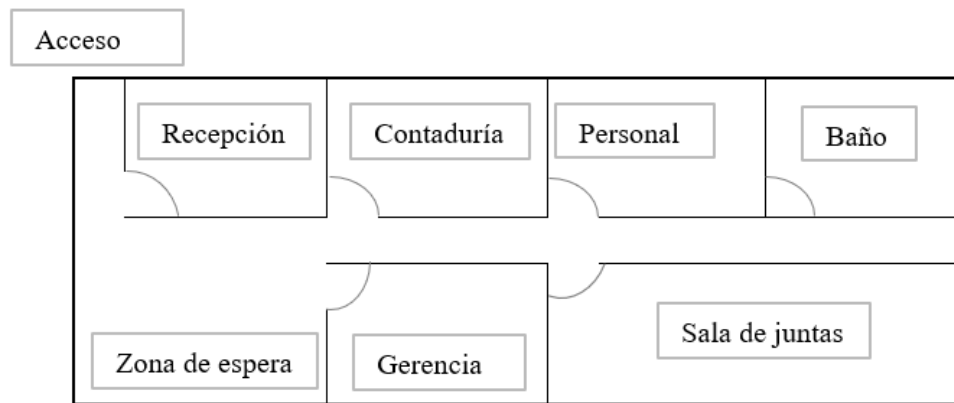 Acceso
Recepción
Contaduría
Personal
Baño
Zona de espera
Gerencia
Sala de juntas